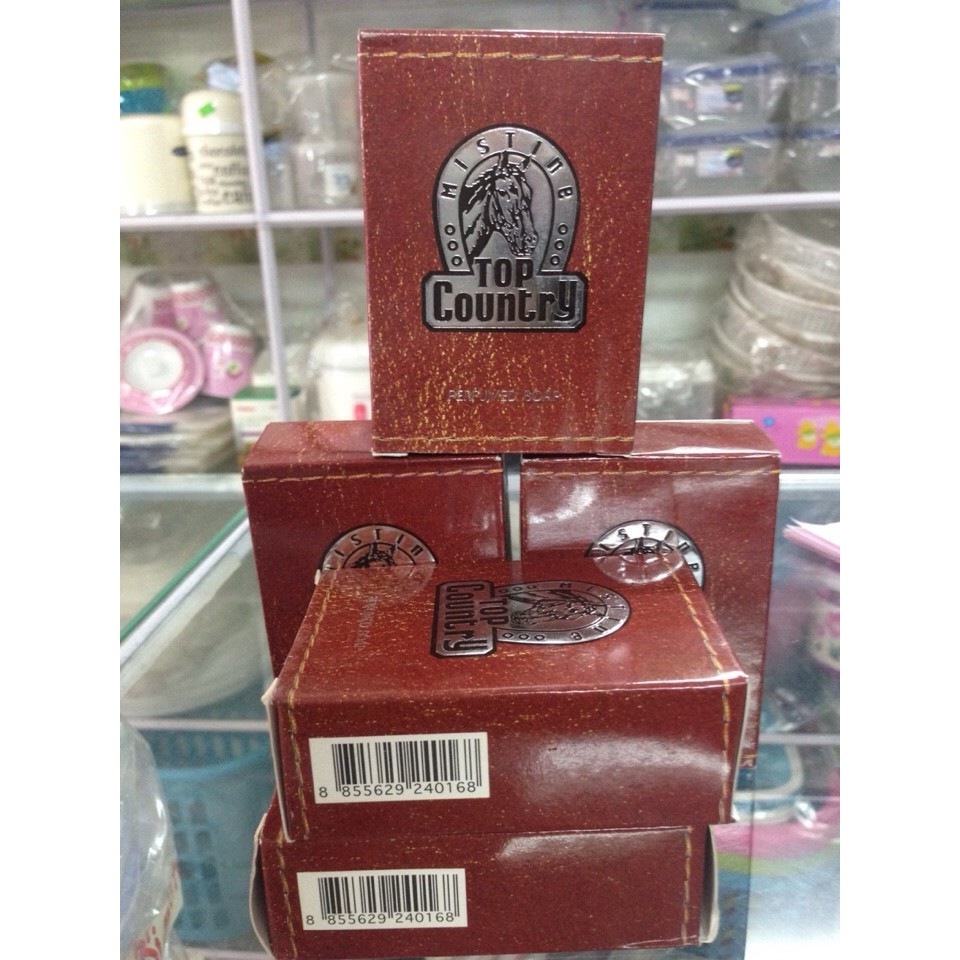 MISTINE
TOP
Country
PERFUMED SOAP
MISTINE
MISTINE
MISTINE
TOP
Country
8 855629 240168
8 855629 240168